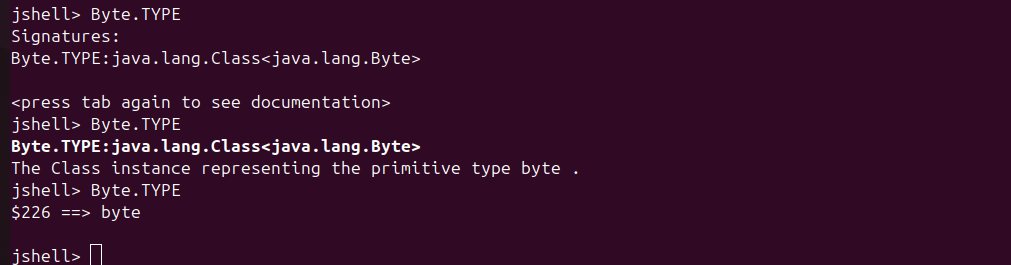 jshell> Byte.TYPE
Signatures:
Byte.TYPE:java.lang.Class<java.lang.Byte>
<press tab again to see documentation>
jshell> Byte.TYPE
Byte.TYPE:java.lang.Class<java.lang.Byte>
The Class instance representing the primitive type byte .
jshell> Byte.TYPE
$226 ==> byte
jshell>